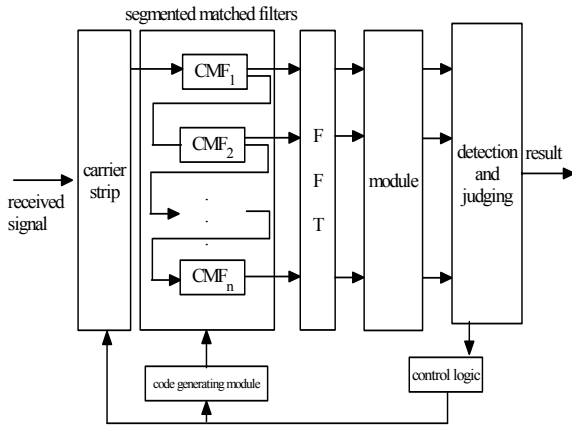 segmented matched filters
CMF1
CMF2
.
.
.
CMFn
received
signal
carrier
strip
F
F
T
module
detection
and
judging
result
code generating module
control logic